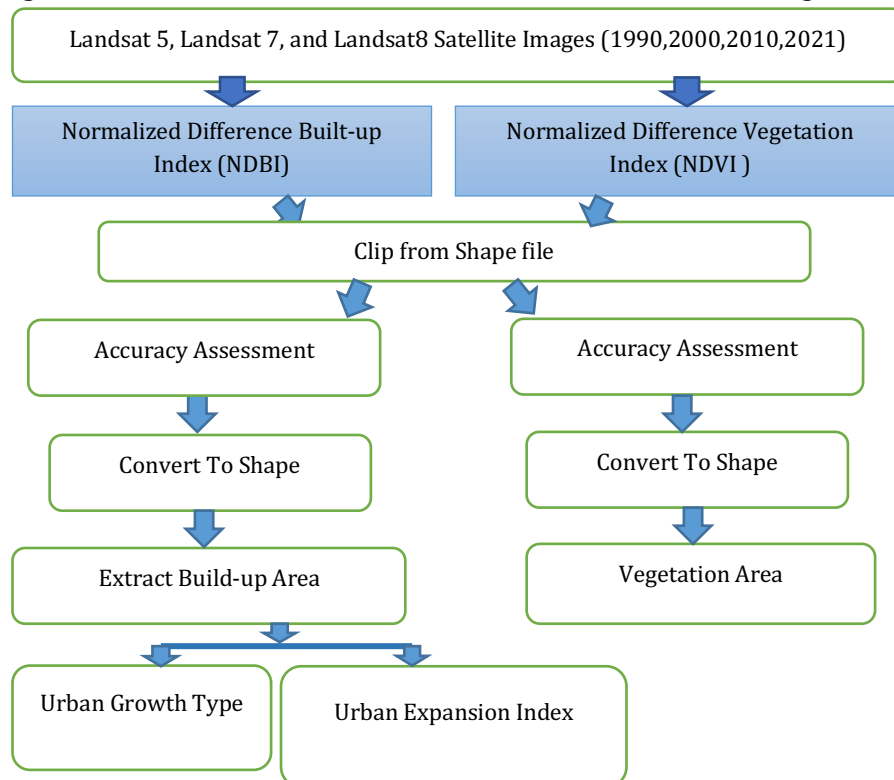 Landsat 5, Landsat 7, and Landsat8 Satellite Images (1990,2000,2010,2021)
Normalized Difference Built-up
Index (NDBI)
Normalized Difference Vegetation
Index (NDVI )
Clip from Shape file
Accuracy Assessment
Accuracy Assessment
Convert To Shape
Convert To Shape
Extract Build-up Area
Vegetation Area
Urban Growth Type
Urban Expansion Index